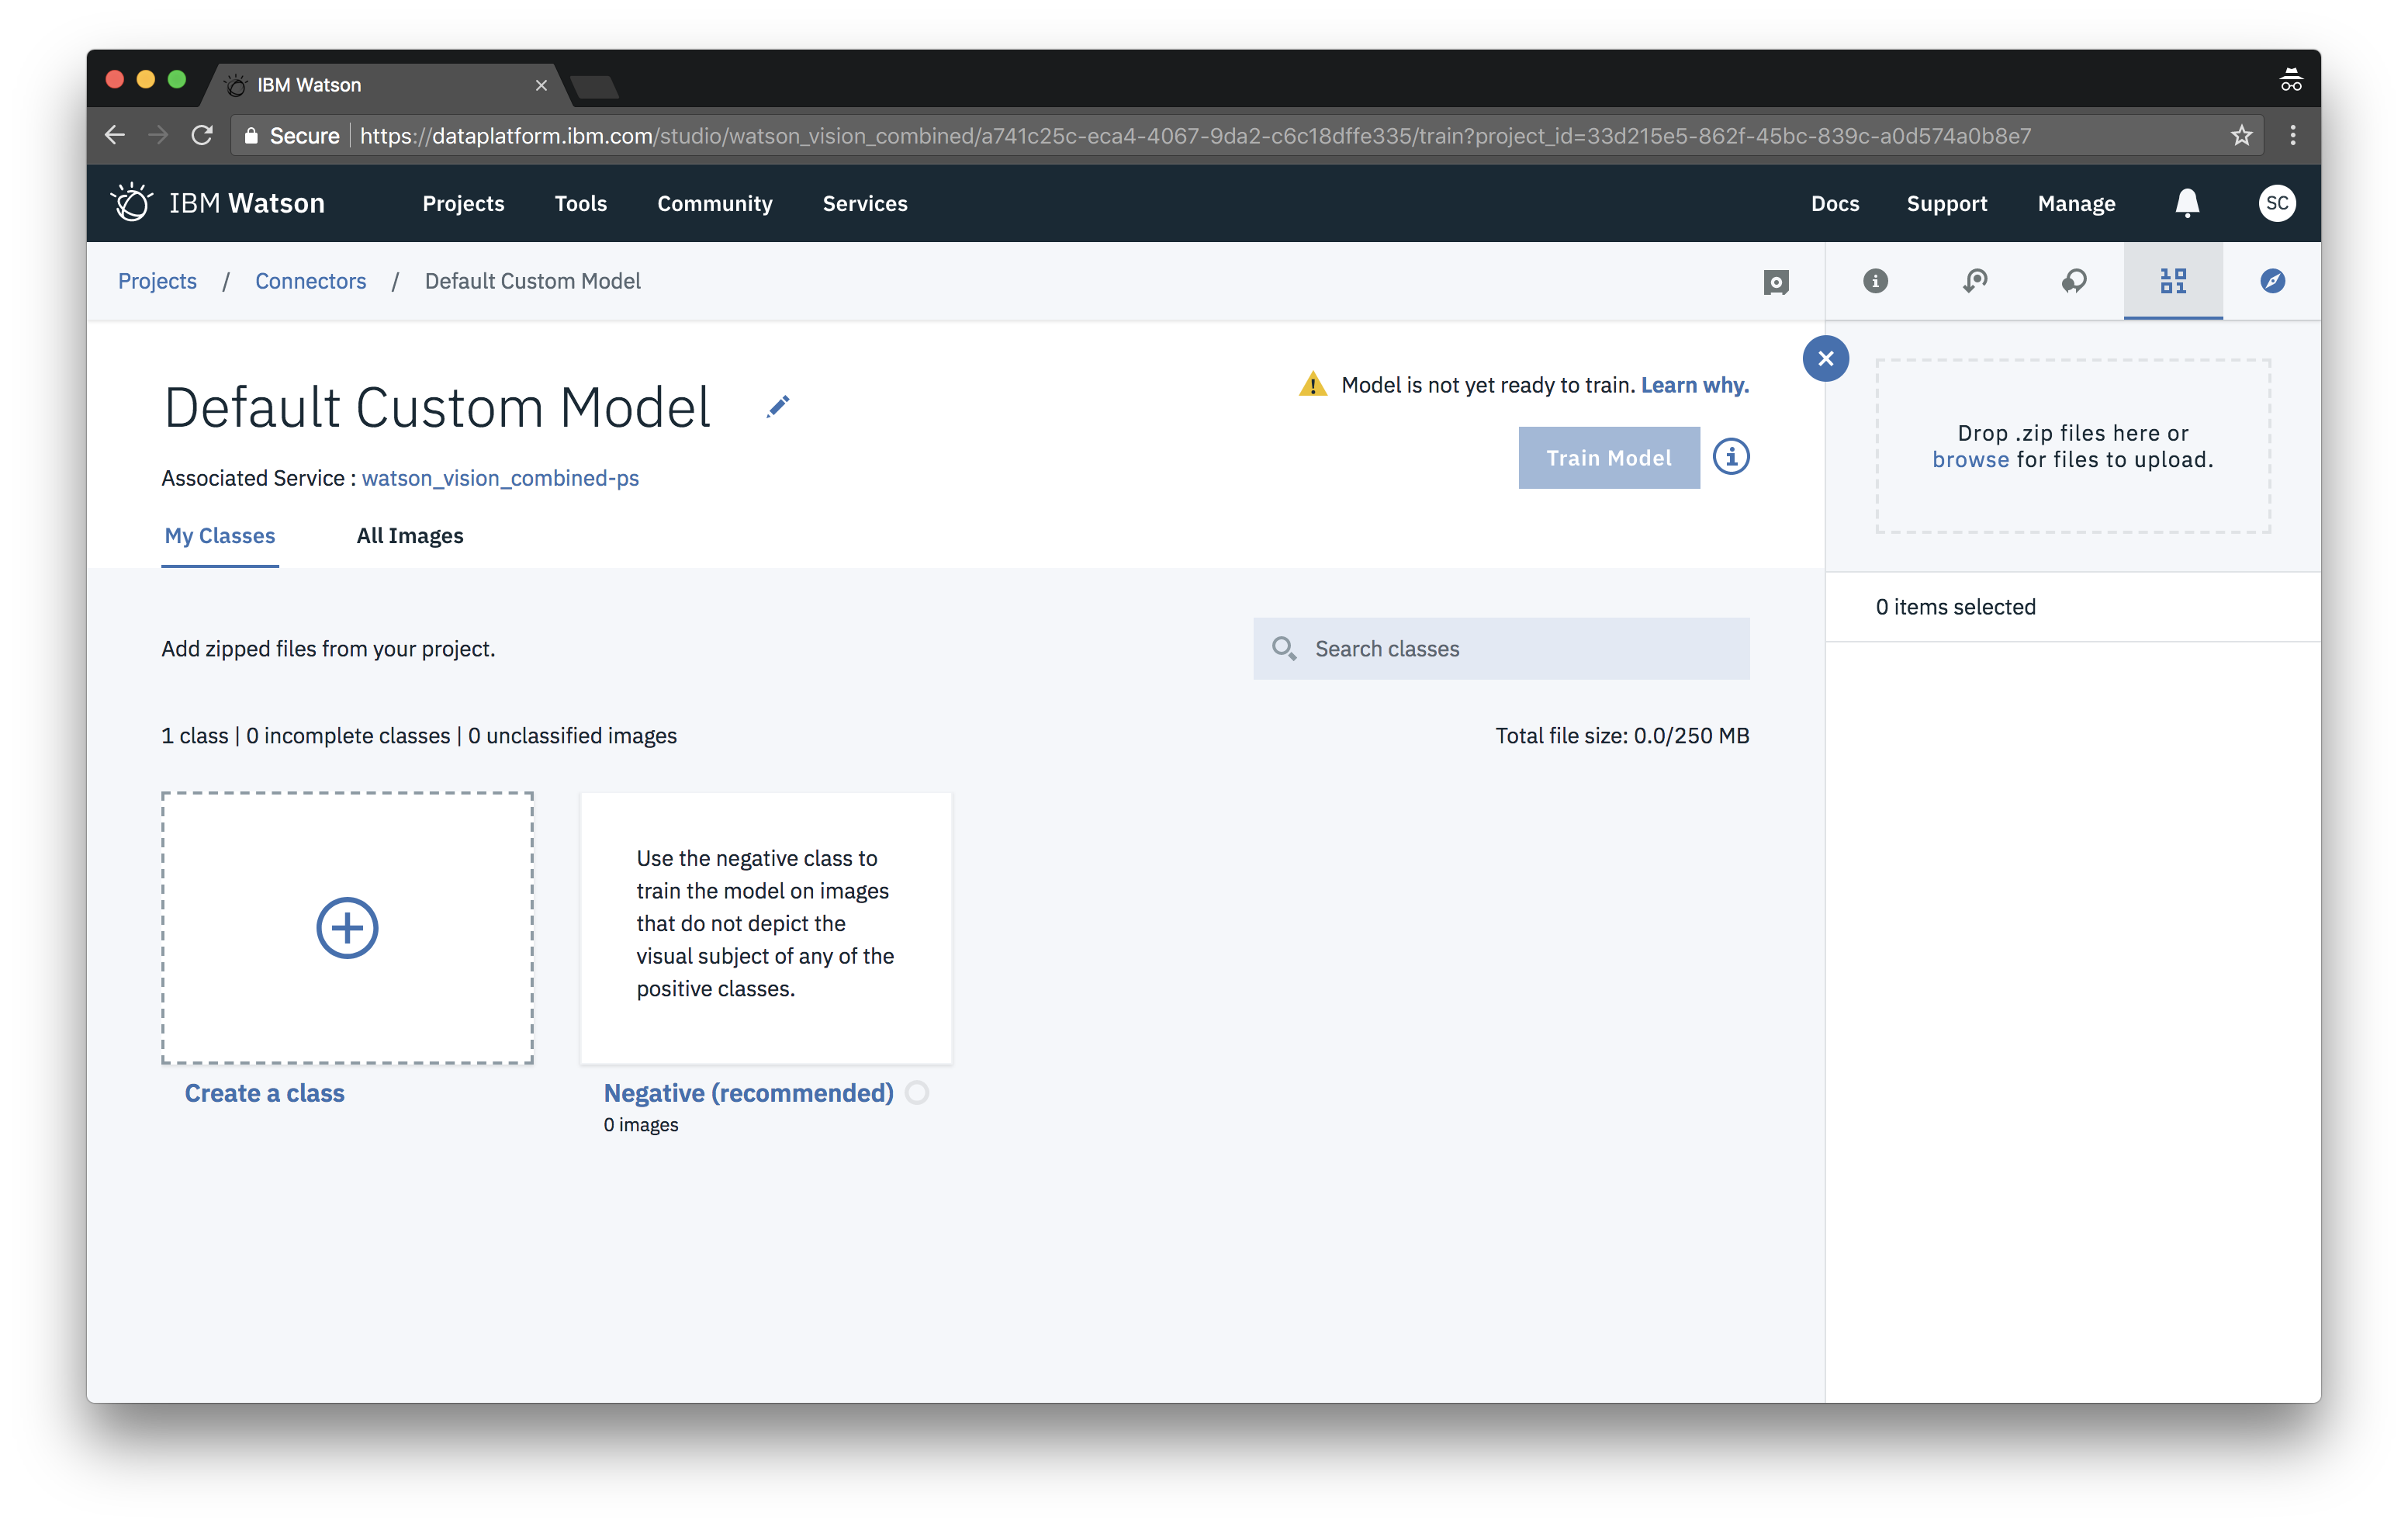 IBM Watson
Secure https://dataplatform.ibm.com/studio/watson_vision_combined/a741c25c-eca4-4067-9da2-c6c18dffe335/train?project_id=33d215e5-862f-45bc-839c-a0d574a0b8e7
IBM Watson Projects Tools Community Services Docs Support Manage SC
Projects / Connectors / Default Custom Model
Default Custom Model
Model is not yet ready to train. Learn why.
Train Model
Associated Service : watson_vision_combined-ps
My Classes All Images
Drop .zip files here or
browse for files to upload.
0 items selected
Add zipped files from your project.
Search classes
1 class | 0 incomplete classes | 0 unclassified images
Total file size: 0.0/250 MB
Use the negative class to
train the model on images
that do not depict the
visual subject of any of the
positive classes.
Create a class
Negative (recommended)
0 images